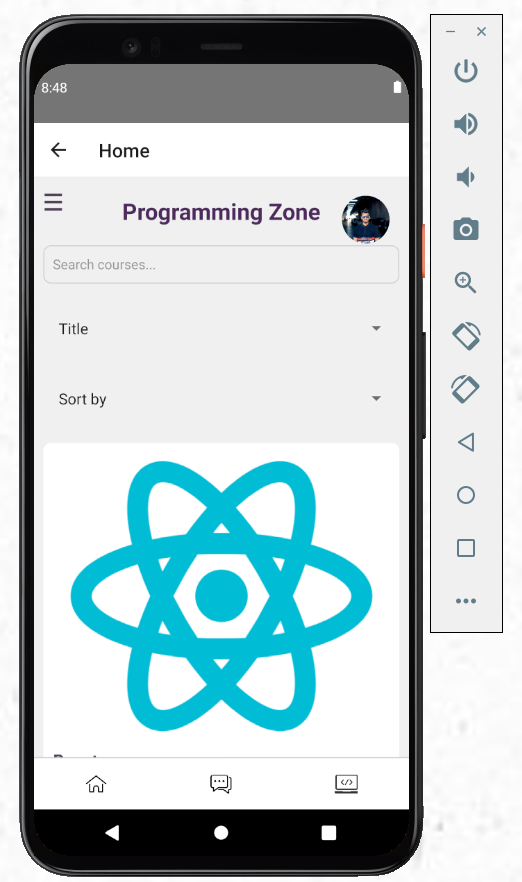 8:48
Home
Programming Zone
Search courses...
Title
Sort by